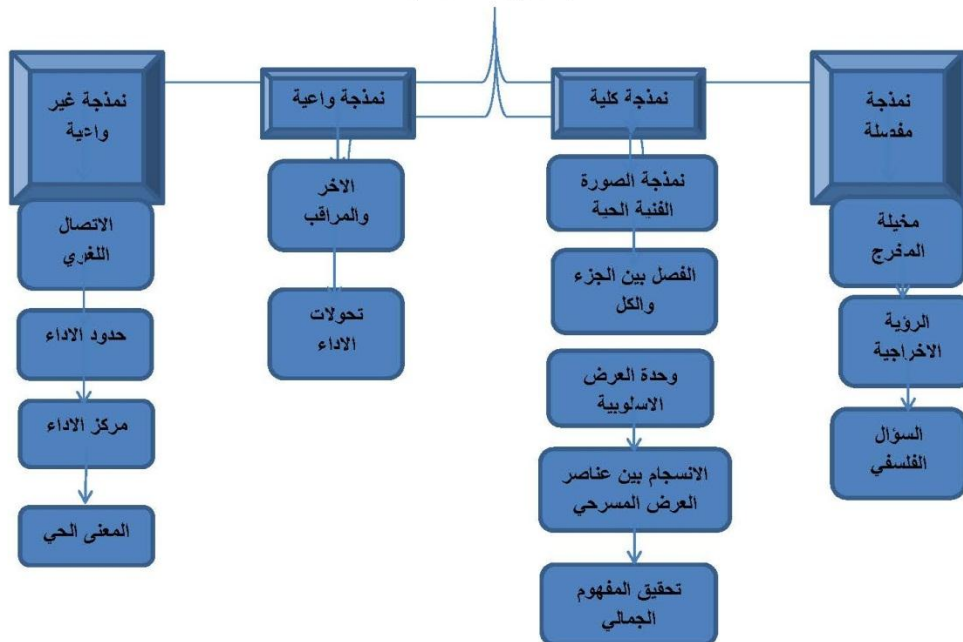 نمذجة
مفصلة
مخيلة
المخرج
الرؤية
الاخراجية
السؤال
الفلسفي
نمذجة كلية
نمذجة الصورة
الفنية الحية
الفصل بين الجزء
والكل
وحدة العرض
الاسلوبية
الانسجام بين عناصر
العرض المسرحي
تحقيق المفهوم
الجمالي
نمذجة واعية
الاخر
والمراقب
تحولات
الاداء
نمذجة غير
واعية
الاتصال
اللغوي
حدود الاداء
مركز الاداء
المعنى الحي